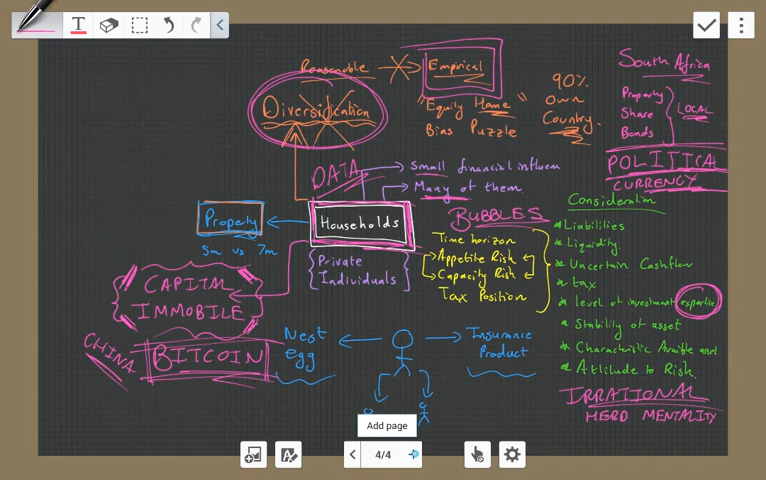 Reasonable
Empirical
Diversification
"Equity Home"
Bias Puzzle
90%
own
Country.
South Africa
Property
Share
Bonds
LOCAL
POLITICAL
CURRENCY
DATA
Small financial influen
Many of them
Households
Private
Individuals
Property
5m vs 7m
CAPITAL
IMMOBILE
CHINA
BITCOIN
BUBBLES
Time horizon
Appetite Risk
Capacity Risk
Tax Position
Consideration
Liabilities
Liquidity.
Uncertain Cashflow
tax
level of investment expertise
Stability of asset
Characteristic Avaible asset
Attitude to Risk.
IRRATIONAL
HERD MENTALITY
Nest
egg
Insurance
Product
Add page
4/4